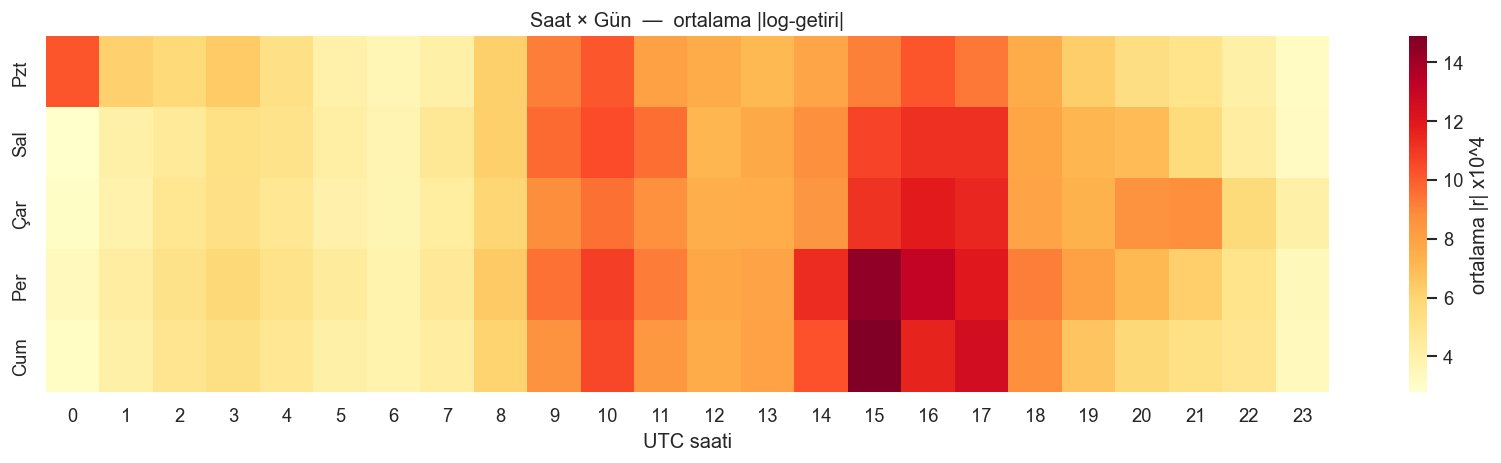 Saat × Gün — ortalama |log-getiri|
Pzt
Sal
Çar
Per
Cum
0 1 2 3 4 5 6 7 8 9 10 11 12 13 14 15 16 17 18 19 20 21 22 23
UTC saati
14
12
10
8
6
4
ortalama |r| x10^4